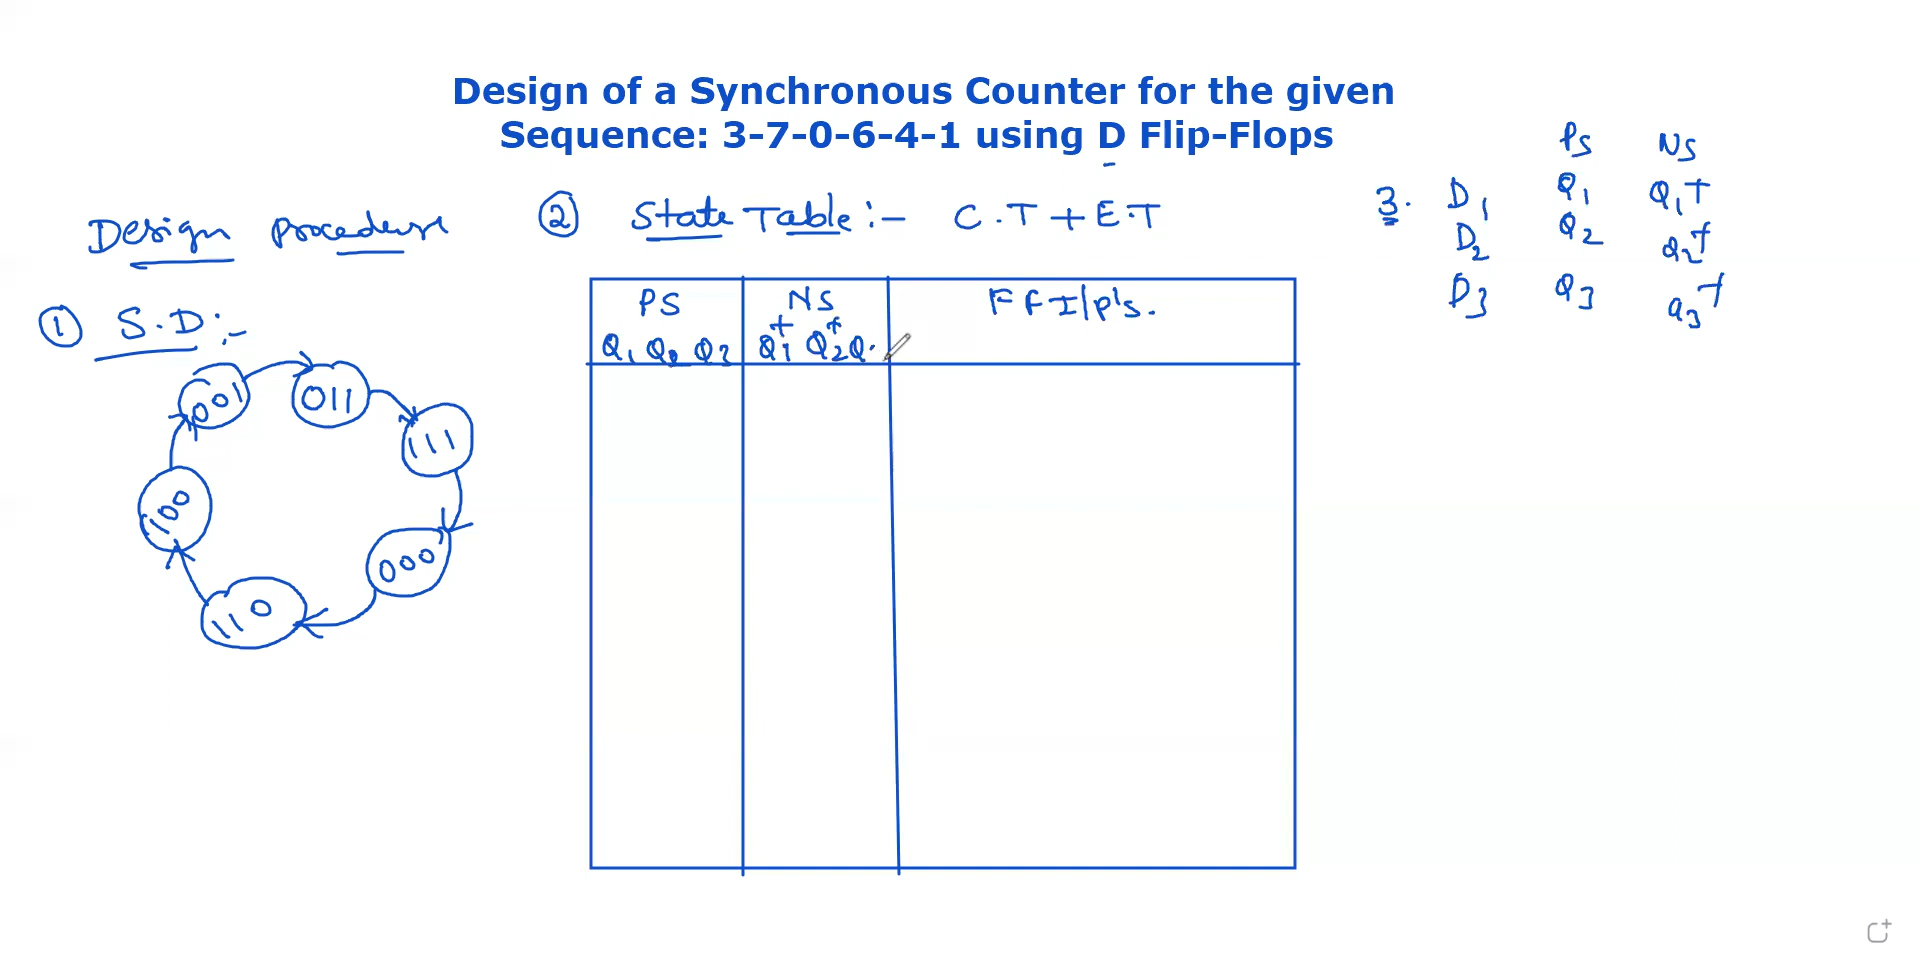 Design of a Synchronous Counter for the given
Sequence: 3-7-0-6-4-1 using D Flip-Flops
Design
① S.D:-
001
011
111
000
110
100
② State Table:- C.T + E.T
PS NS FF I/p's.
Q1 Q2 Q3 Q1+ Q2+ Q
PS NS
3. D1 Q1 Q1+
D2 Q2 Q2+
D3 Q3 Q3+